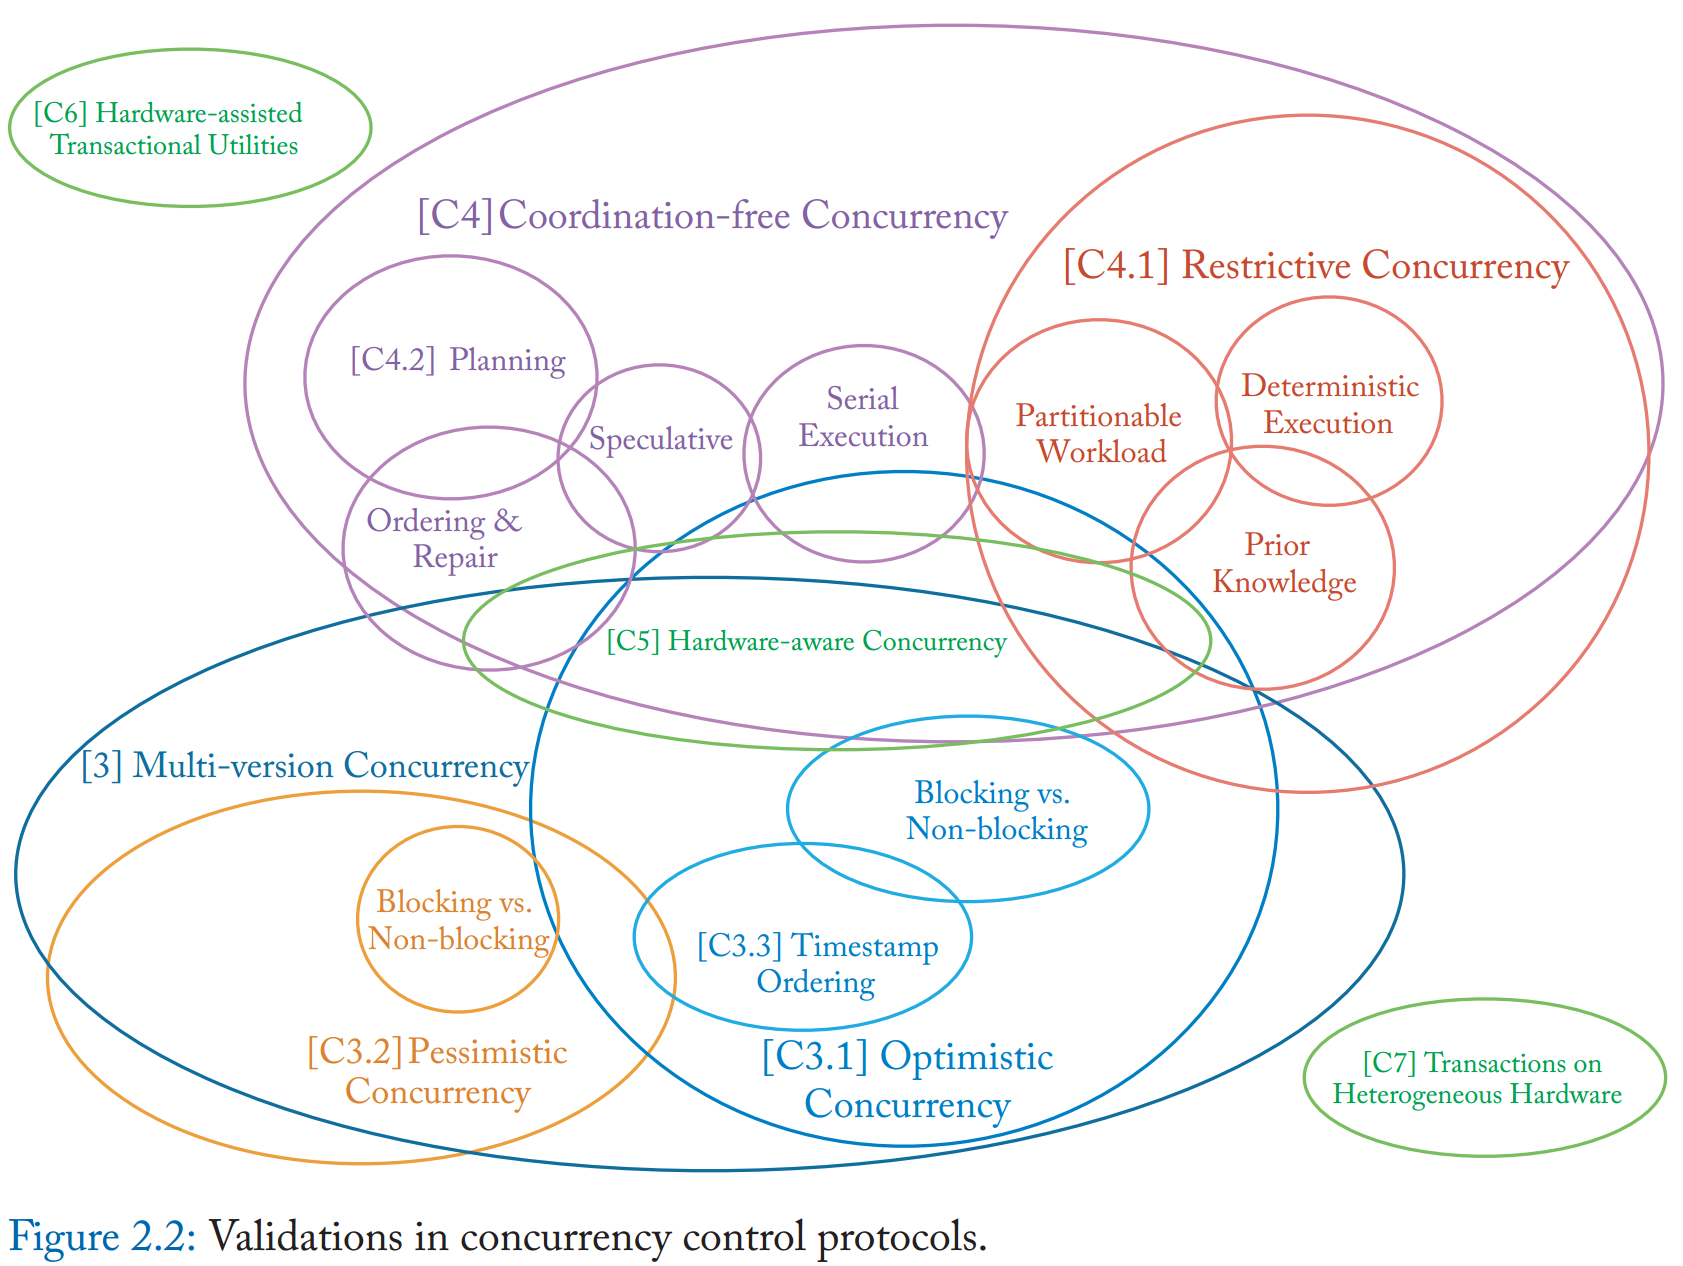 [C6] Hardware-assisted
Transactional Utilities
[C4] Coordination-free Concurrency
[C4.1] Restrictive Concurrency
[C4.2] Planning
Speculative
Serial
Execution
Partitionable
Workload
Deterministic
Execution
Ordering &
Repair
Prior
Knowledge
[C5] Hardware-aware Concurrency
[3] Multi-version Concurrency
Blocking vs.
Non-blocking
Blocking vs.
Non-blocking
[C3.3] Timestamp
Ordering
[C3.2] Pessimistic
Concurrency
[C3.1] Optimistic
Concurrency
[C7] Transactions on
Heterogeneous Hardware
Figure 2.2: Validations in concurrency control protocols.